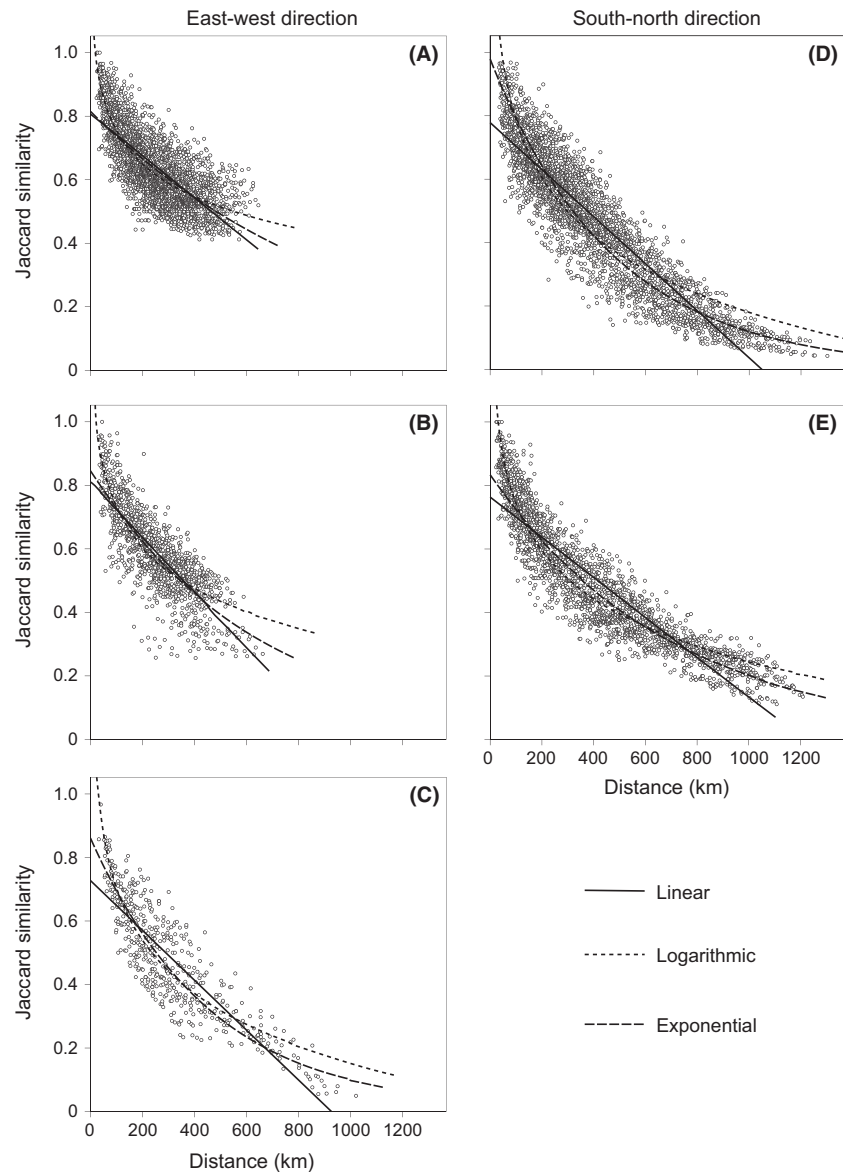 East-west direction
South-north direction
(A)
1.0
0.8
0.6
0.4
0.2
0
Jaccard similarity
(D)
(B)
1.0
0.8
0.6
0.4
0.2
0
Jaccard similarity
(E)
0 200 400 600 800 1000 1200
Distance (km)
(C)
1.0
0.8
0.6
0.4
0.2
0
Jaccard similarity
0 200 400 600 800 1000 1200
Distance (km)
Linear
Logarithmic
Exponential